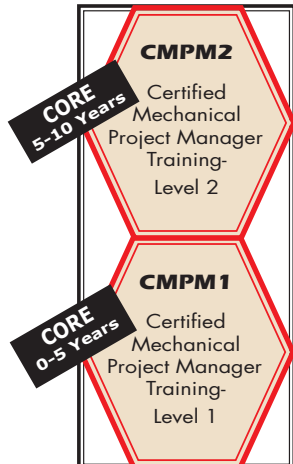 CMPM2
CORE
5-10 Years
Certified
Mechanical
Project Manager
Training-
Level 2
CMPM1
CORE
0-5 Years
Certified
Mechanical
Project Manager
Training-
Level 1